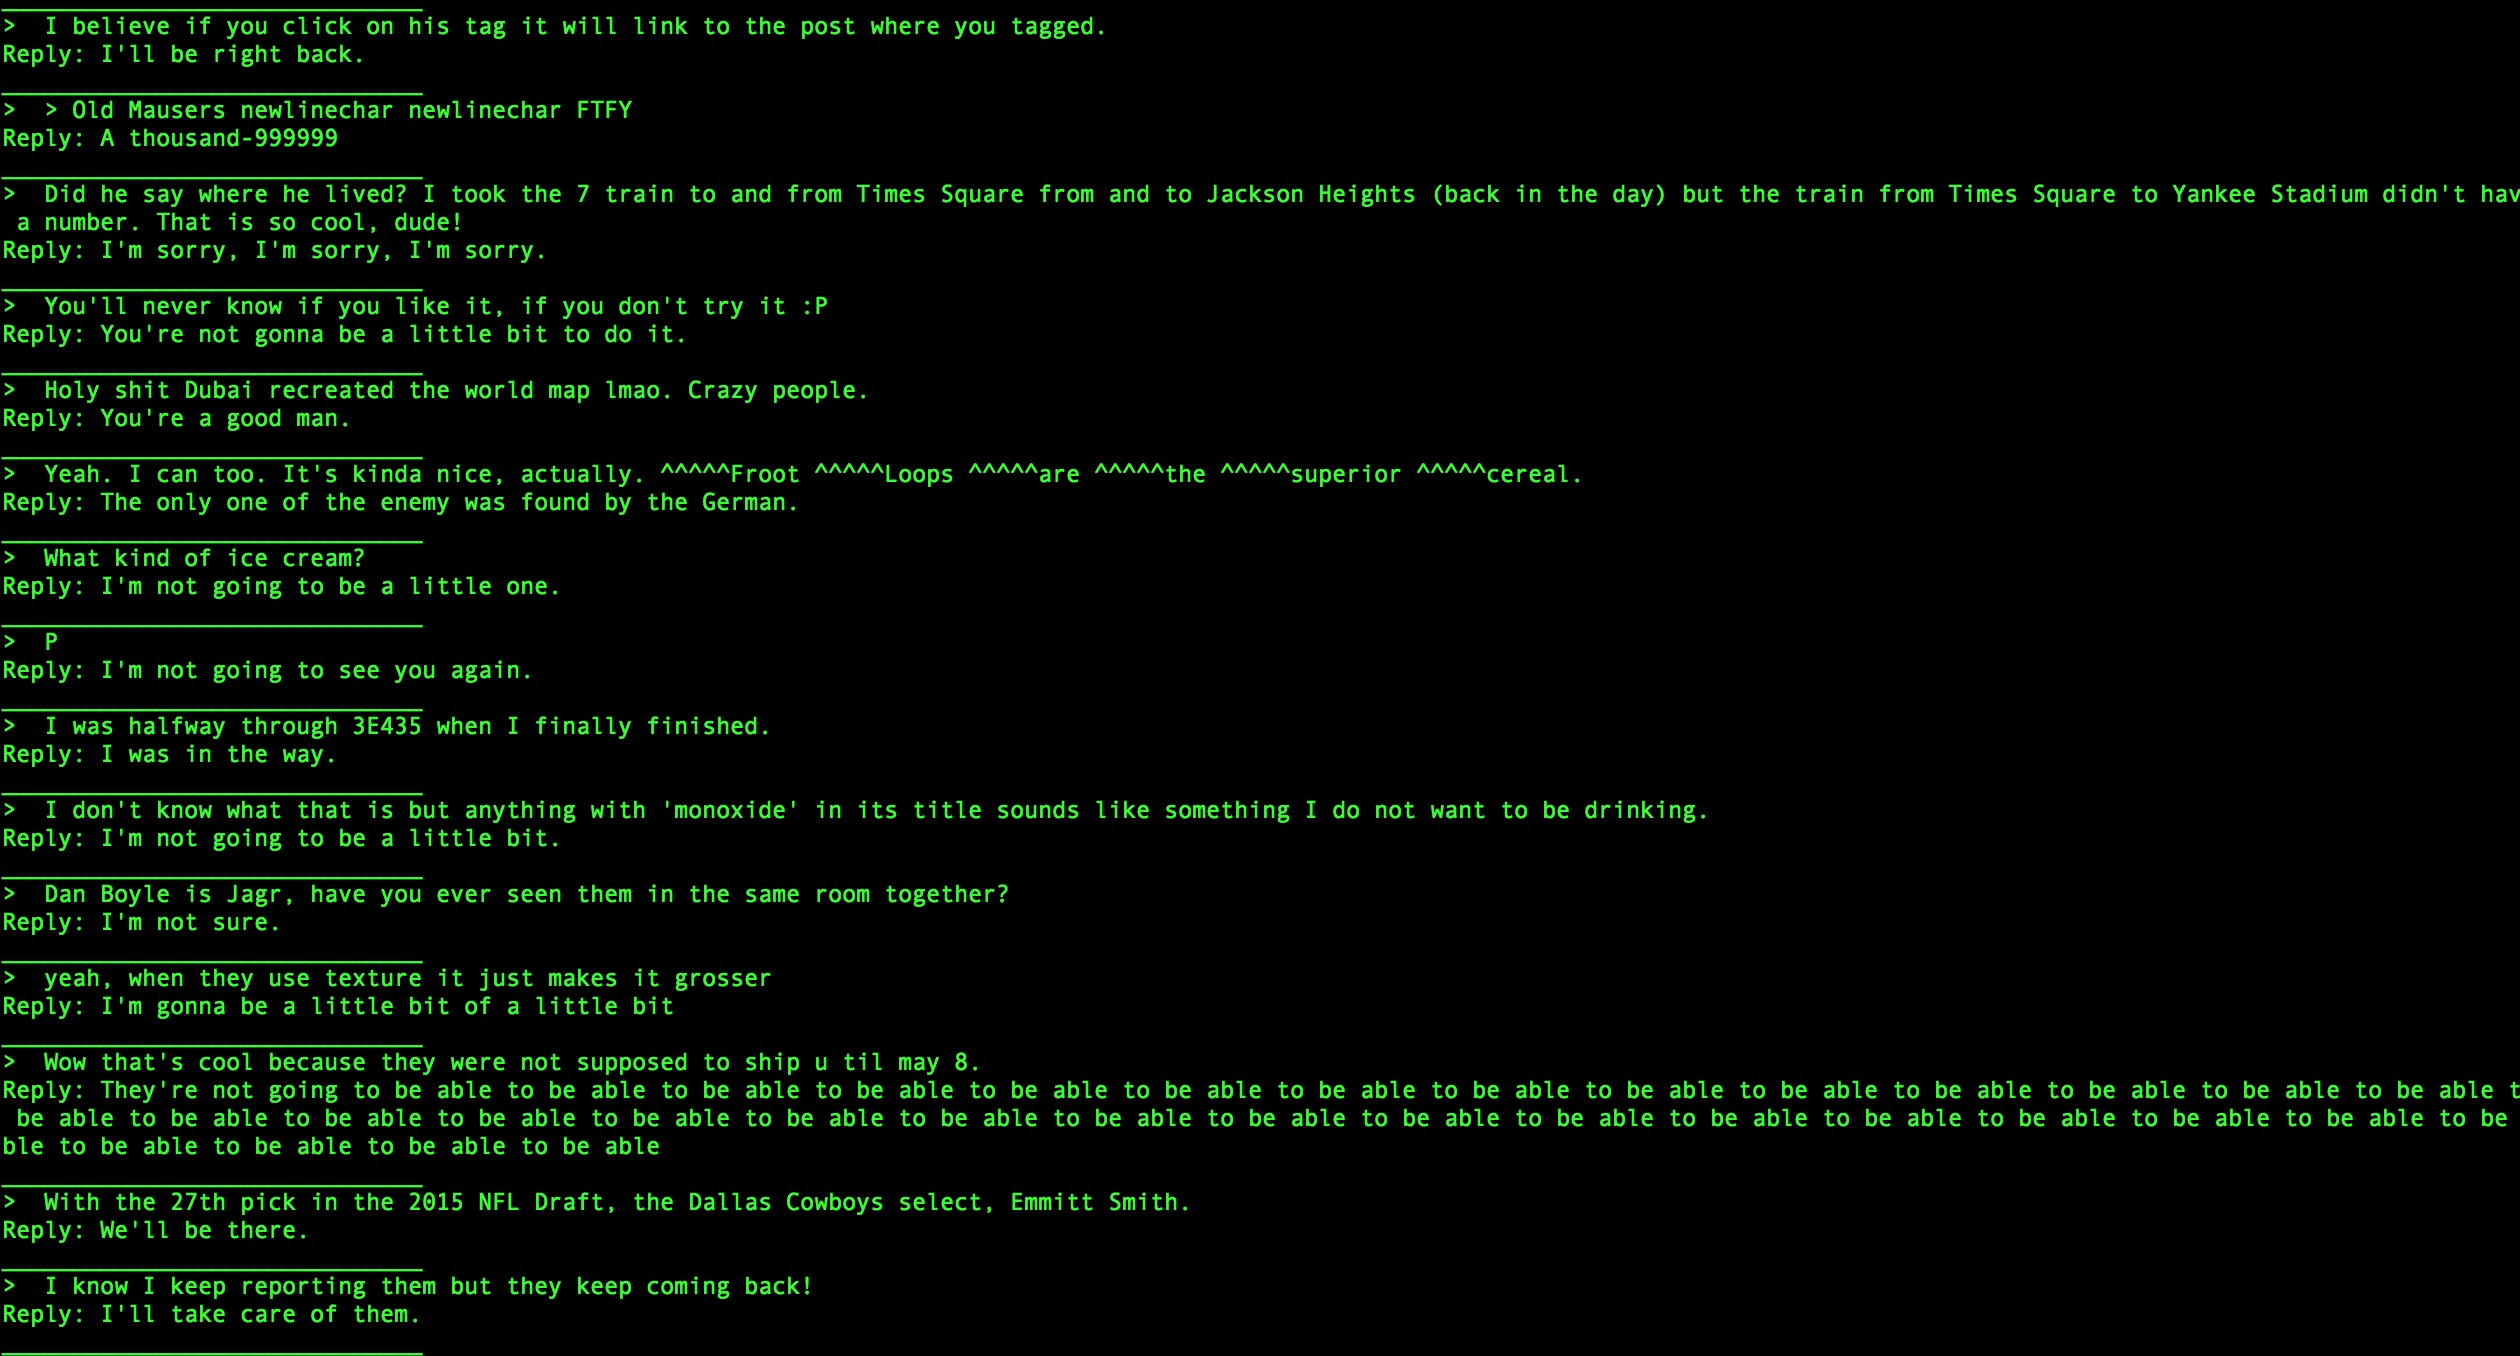 ______________________________
>  I believe if you click on his tag it will link to the post where you tagged.
Reply: I'll be right back.
______________________________
>  > Old Mausers newlinechar newlinechar FTFY
Reply: A thousand-999999
______________________________
>  Did he say where he lived? I took the 7 train to and from Times Square from and to Jackson Heights (back in the day) but the train from Times Square to Yankee Stadium didn't hav
 a number. That is so cool, dude!
Reply: I'm sorry, I'm sorry, I'm sorry.
______________________________
>  You'll never know if you like it, if you don't try it :P
Reply: You're not gonna be a little bit to do it.
______________________________
>  Holy shit Dubai recreated the world map lmao. Crazy people.
Reply: You're a good man.
______________________________
>  Yeah. I can too. It's kinda nice, actually. ^^^^^Froot ^^^^^Loops ^^^^^are ^^^^^the ^^^^^superior ^^^^^cereal.
Reply: The only one of the enemy was found by the German.
______________________________
>  What kind of ice cream?
Reply: I'm not going to be a little one.
______________________________
>  P
Reply: I'm not going to see you again.
______________________________
>  I was halfway through 3E435 when I finally finished.
Reply: I was in the way.
______________________________
>  I don't know what that is but anything with 'monoxide' in its title sounds like something I do not want to be drinking.
Reply: I'm not going to be a little bit.
______________________________
>  Dan Boyle is Jagr, have you ever seen them in the same room together?
Reply: I'm not sure.
______________________________
>  yeah, when they use texture it just makes it grosser
Reply: I'm gonna be a little bit of a little bit
______________________________
>  Wow that's cool because they were not supposed to ship u til may 8.
Reply: They're not going to be able to be able to be able to be able to be able to be able to be able to be able to be able to be able to be able to be able to be able to be able to be able t
 be able to be able to be able to be able to be able to be able to be able to be able to be able to be able to be able to be able to be able to be able to be able to be able to be
ble to be able to be able to be able to be able
______________________________
>  With the 27th pick in the 2015 NFL Draft, the Dallas Cowboys select, Emmitt Smith.
Reply: We'll be there.
______________________________
>  I know I keep reporting them but they keep coming back!
Reply: I'll take care of them.
______________________________